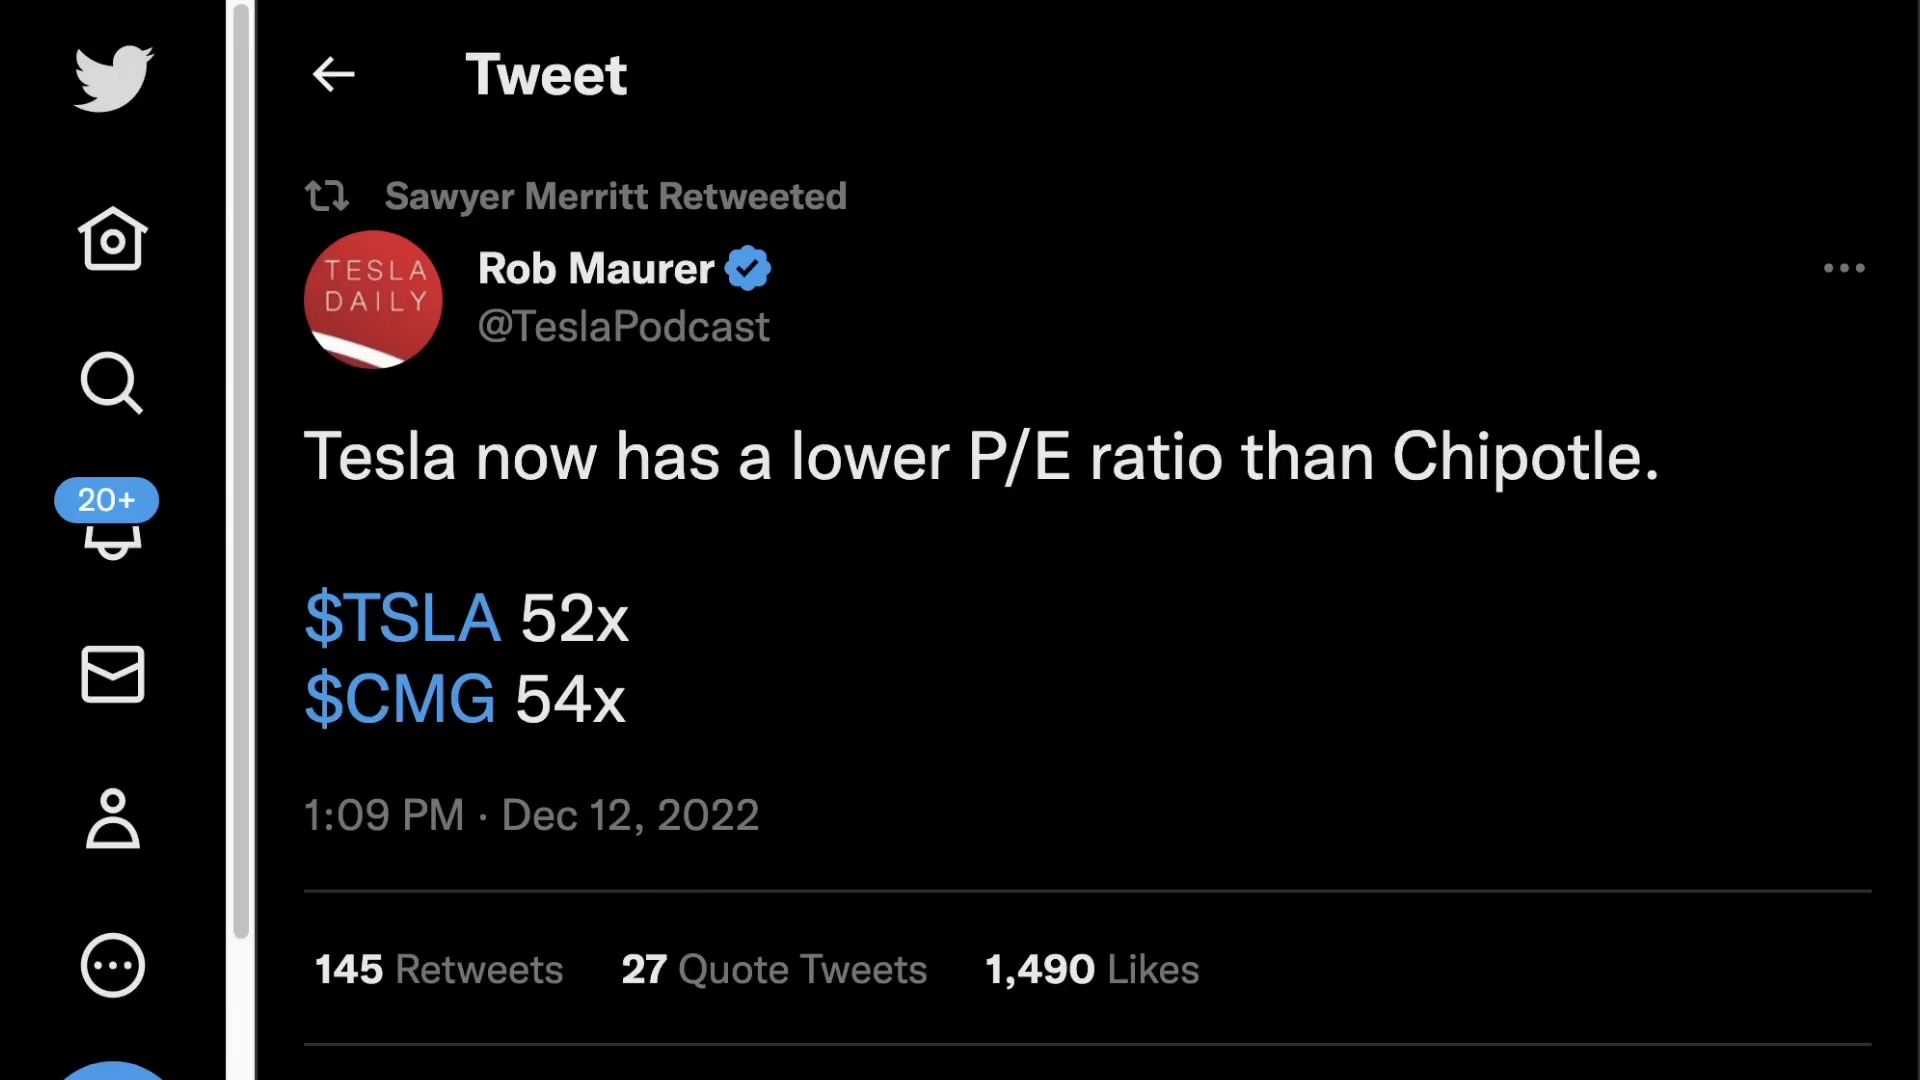 Tweet
Sawyer Merritt Retweeted
TESLA
DAILY
Rob Maurer
@TeslaPodcast
Tesla now has a lower P/E ratio than Chipotle.
20+
$TSLA 52x
$CMG 54x
1:09 PM · Dec 12, 2022
145 Retweets 27 Quote Tweets 1,490 Likes